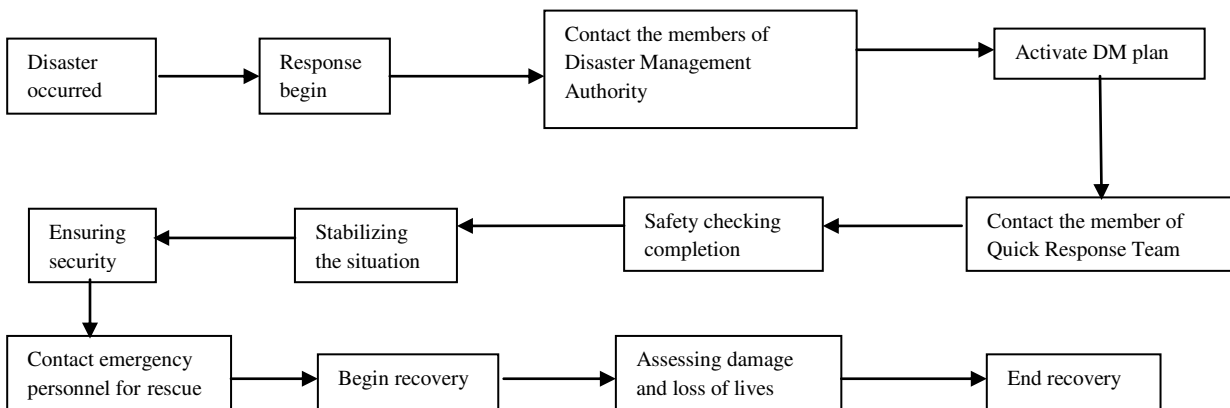 Disaster
occurred
Response
begin
Contact the members of
Disaster Management
Authority
Activate DM plan
Contact the member of
Quick Response Team
Safety checking
completion
Stabilizing
the situation
Ensuring
security
Contact emergency
personnel for rescue
Begin recovery
Assessing damage
and loss of lives
End recovery